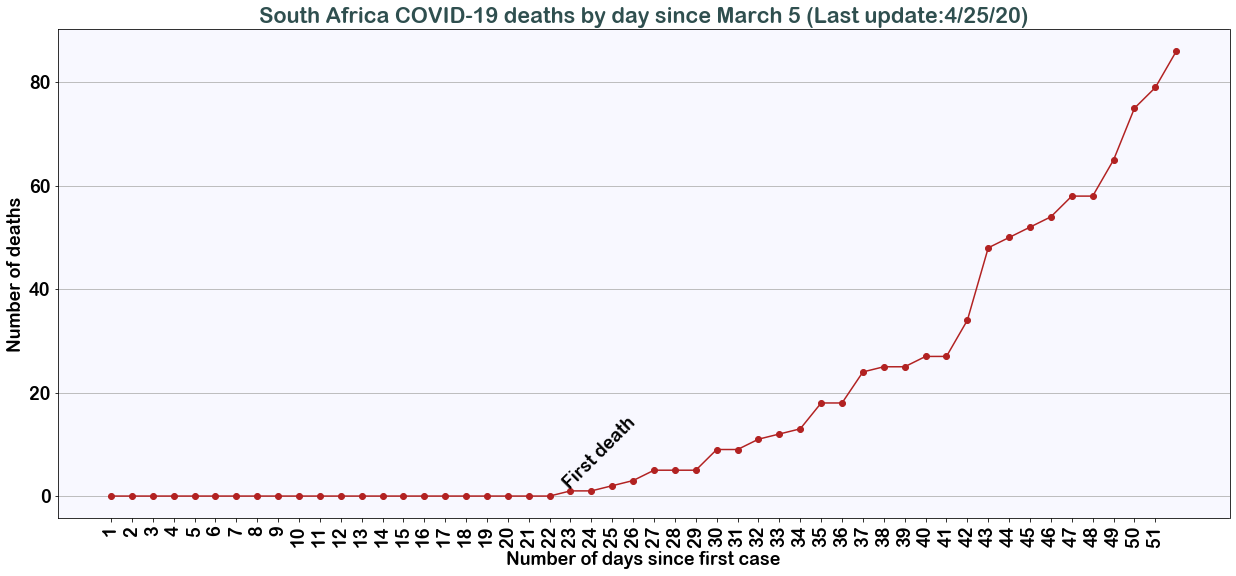 South Africa COVID-19 deaths by day since March 5 (Last update:4/25/20)
Number of deaths
80
60
40
20
0
First death
1 2 3 4 5 6 7 8 9 10 11 12 13 14 15 16 17 18 19 20 21 22 23 24 25 26 27 28 29 30 31 32 33 34 35 36 37 38 39 40 41 42 43 44 45 46 47 48 49 50 51
Number of days since first case